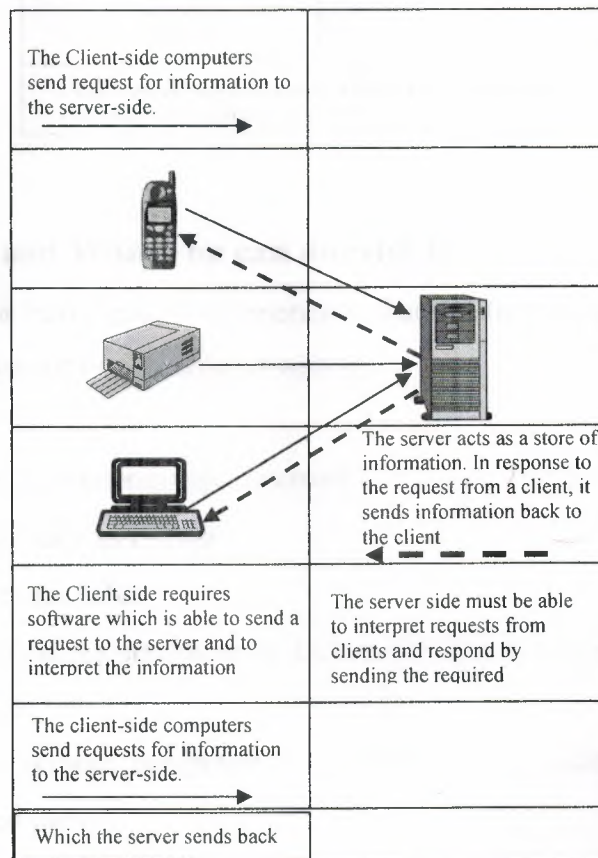 The Client-side computers
send request for information to
the server-side.
The server acts as a store of
information. In response to
the request from a client, it
sends information back to
the client
The Client side requires
software which is able to send a
request to the server and to
interpret the information
The server side must be able
to interpret requests from
clients and respond by
sending the required
The client-side computers
send requests for information
to the server-side.
Which the server sends back